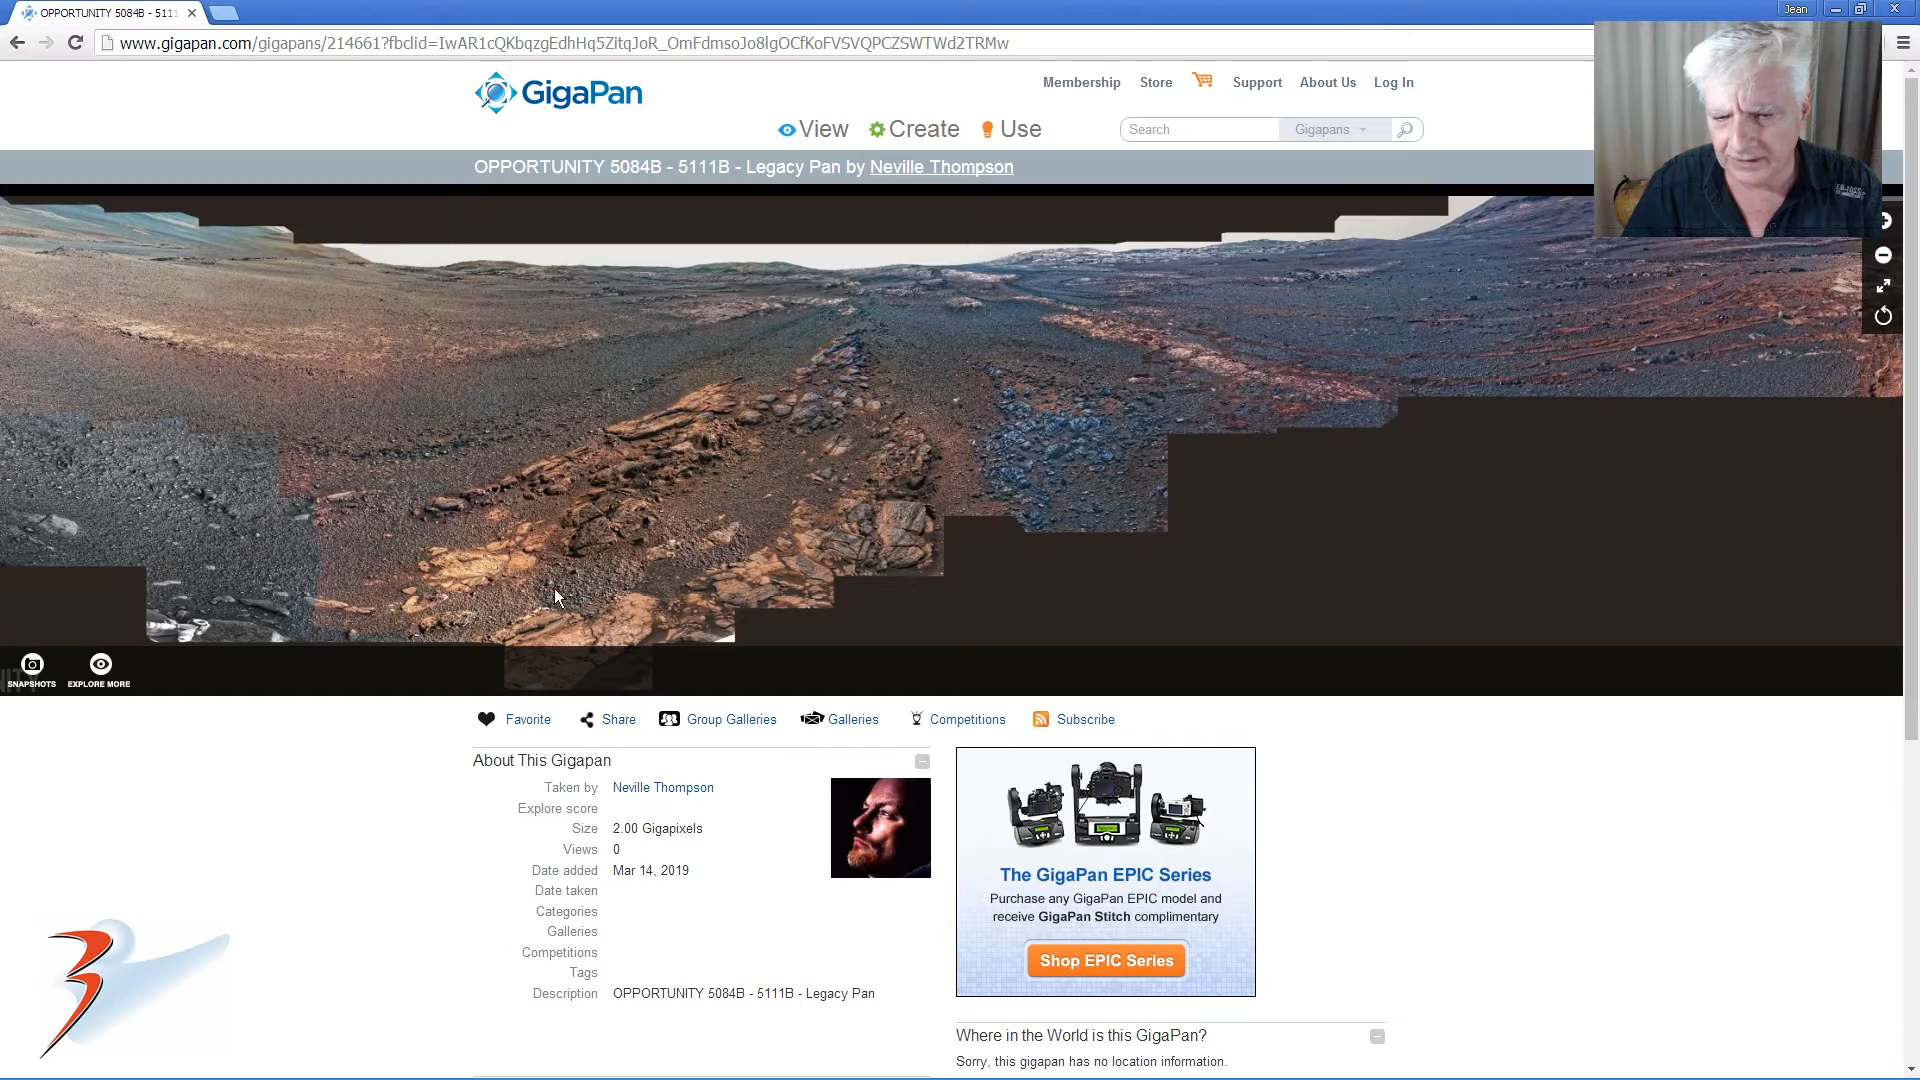 OPPORTUNITY 5084B - 511
Jean
www.gigapan.com/gigapans/214661?fbclid=IwAR1cQKbqzgEdhHq5ZitqJoR_OmFdmsoJo8lgOCfKoFVSVQPCZSWTWd2TRMw
GigaPan
Membership Store Support About Us Log In
View Create Use
Search Gigapans
OPPORTUNITY 5084B - 5111B - Legacy Pan by Neville Thompson
SNAPSHOTS EXPLORE MORE
Favorite Share Group Galleries Galleries Competitions Subscribe
About This Gigapan
Taken by Neville Thompson
Explore score
Size 2.00 Gigapixels
Views 0
Date added Mar 14, 2019
Date taken
Categories
Galleries
Competitions
Tags
Description OPPORTUNITY 5084B - 5111B - Legacy Pan
The GigaPan EPIC Series
Purchase any GigaPan EPIC model and
receive GigaPan Stitch complimentary
Shop EPIC Series
Where in the World is this GigaPan?
Sorry, this gigapan has no location information.